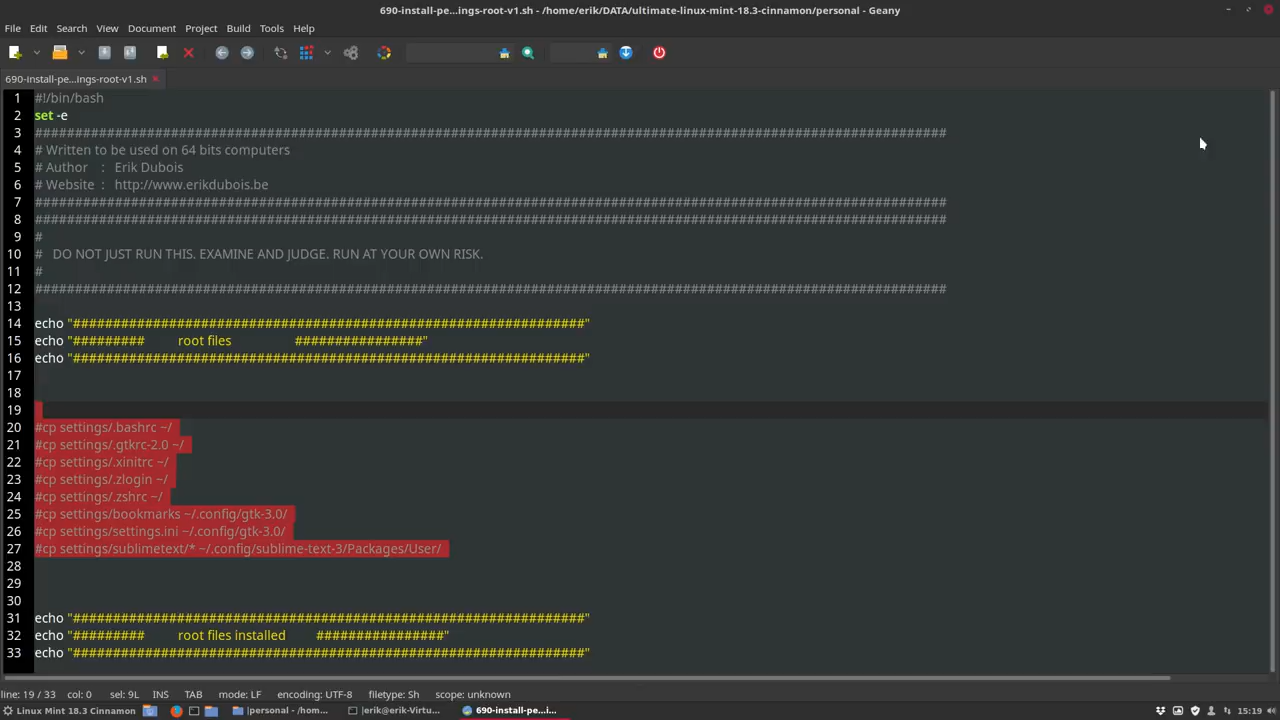 690-install-pe...ings-root-v1.sh - /home/erik/DATA/ultimate-linux-mint-18.3-cinnamon/personal - Geany
File Edit Search View Document Project Build Tools Help
690-install-pe...ings-root-v1.sh
1 #!/bin/bash
2 set -e
3 ##################################################################################################################
4 # Written to be used on 64 bits computers
5 # Author : Erik Dubois
6 # Website : http://www.erikdubois.be
7 ##################################################################################################################
8 ##################################################################################################################
9 #
10 # DO NOT JUST RUN THIS. EXAMINE AND JUDGE. RUN AT YOUR OWN RISK.
11 #
12 ##################################################################################################################
13
14 echo "################################################################"
15 echo "######### root files ################"
16 echo "################################################################"
17
18
19
20 #cp settings/.bashrc ~/
21 #cp settings/.gtkrc-2.0 ~/
22 #cp settings/.xinitrc ~/
23 #cp settings/.zlogin ~/
24 #cp settings/.zshrc ~/
25 #cp settings/bookmarks ~/.config/gtk-3.0/
26 #cp settings/settings.ini ~/.config/gtk-3.0/
27 #cp settings/sublimetext/* ~/.config/sublime-text-3/Packages/User/
28
29
30
31 echo "################################################################"
32 echo "######### root files installed ################"
33 echo "################################################################"
line: 19 / 33 col: 0 sel: 9L INS TAB mode: LF encoding: UTF-8 filetype: Sh scope: unknown
Linux Mint 18.3 Cinnamon |personal - /hom... |erik@erik-Virtu... 690-install-pe...i... 15:19